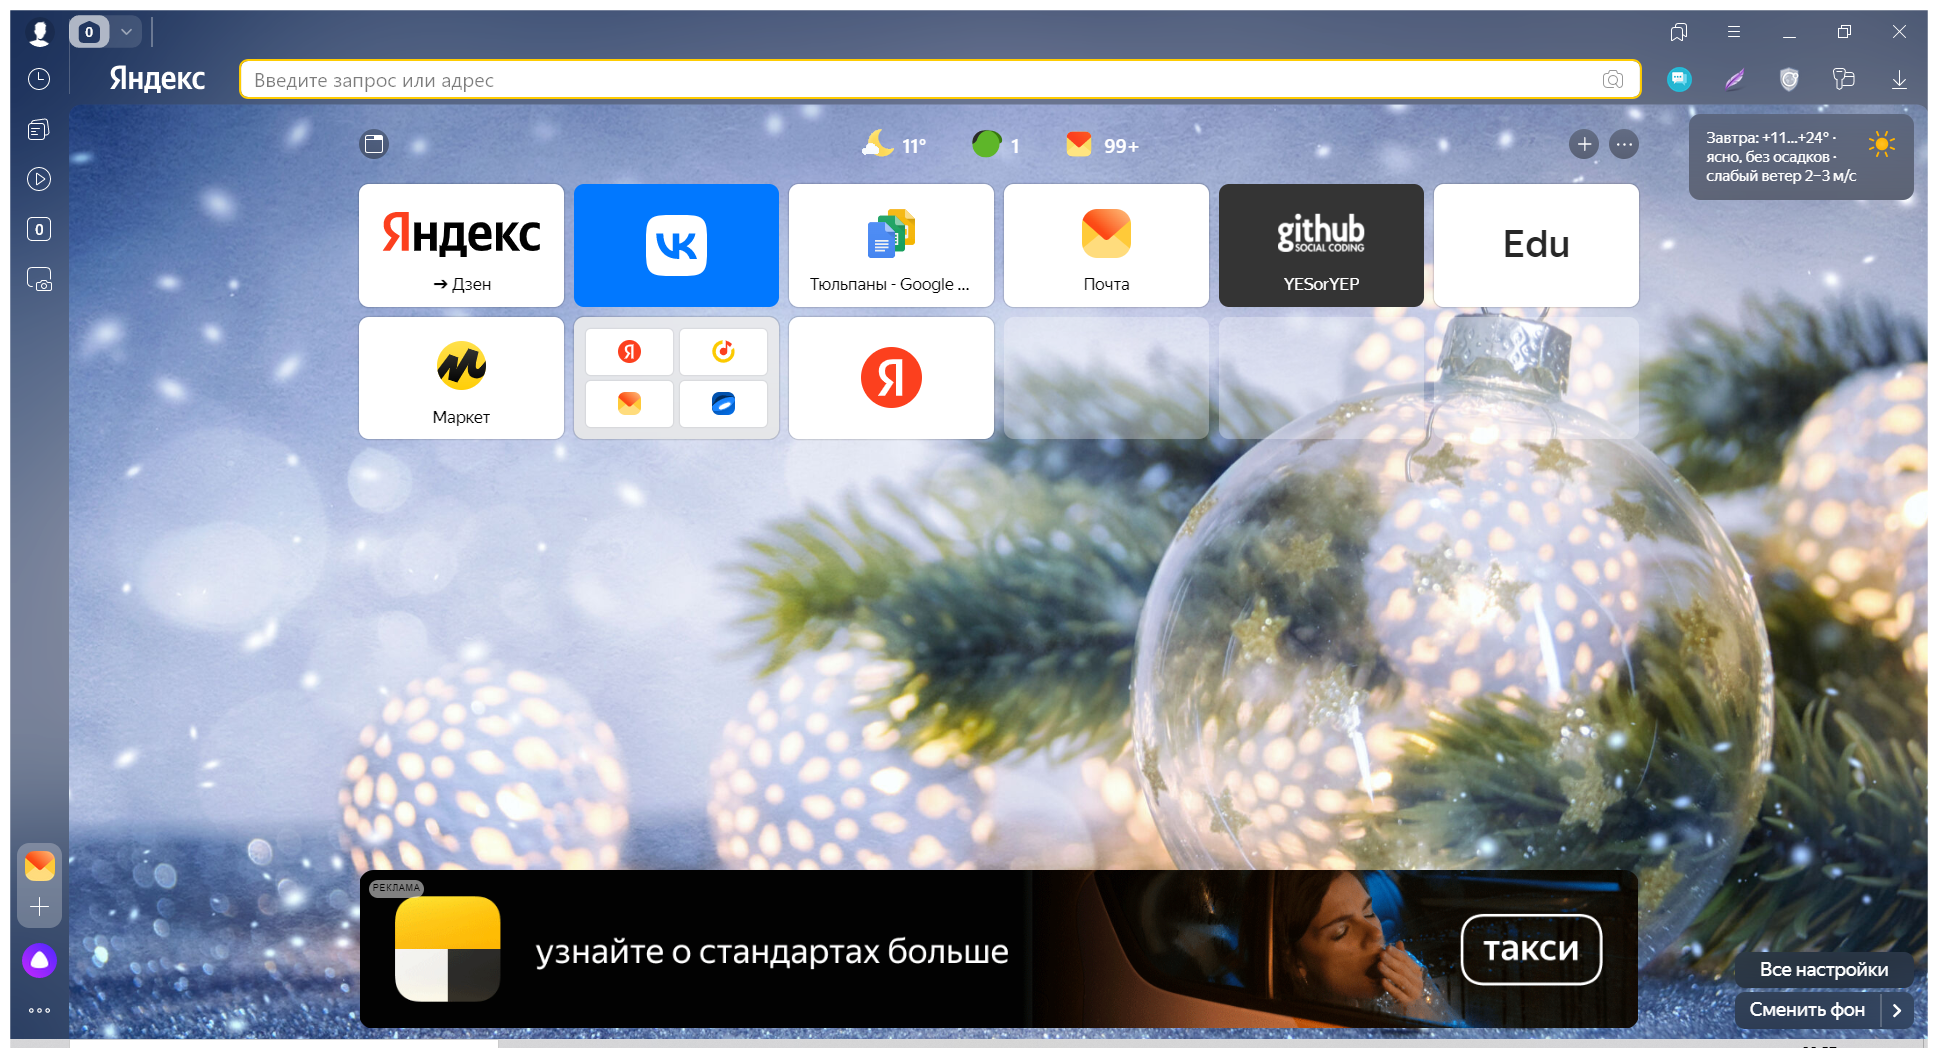 0
Яндекс
Введите запрос или адрес
0
11°
1
99+
Завтра: +11...+24° ·
ясно, без осадков ·
слабый ветер 2–3 м/с
Яндекс
➔ Дзен
VK
Тюльпаны - Google ...
Почта
github
SOCIAL CODING
YESorYEP
Edu
Маркет
Я
Я
РЕКЛАМА
узнайте о стандартах больше
такси
Все настройки
Сменить фон